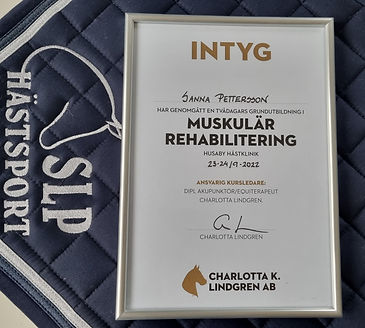 INTYG
SANNA PETTERSSON
HAR GENOMGÅTT EN TVÅDAGARS GRUNDUTBILDNING I
MUSKULÄR
REHABILITERING
HUSABY HÄSTKLINIK
23-24/9-2022
ANSVARIG KURSLEDARE:
DIPL AKUPUNKTÖR/EQUITERAPEUT
CHARLOTTA LINDGREN
CHARLOTTA LINDGREN
CHARLOTTA K.
LINDGREN AB
SLP
HÄSTSPORT